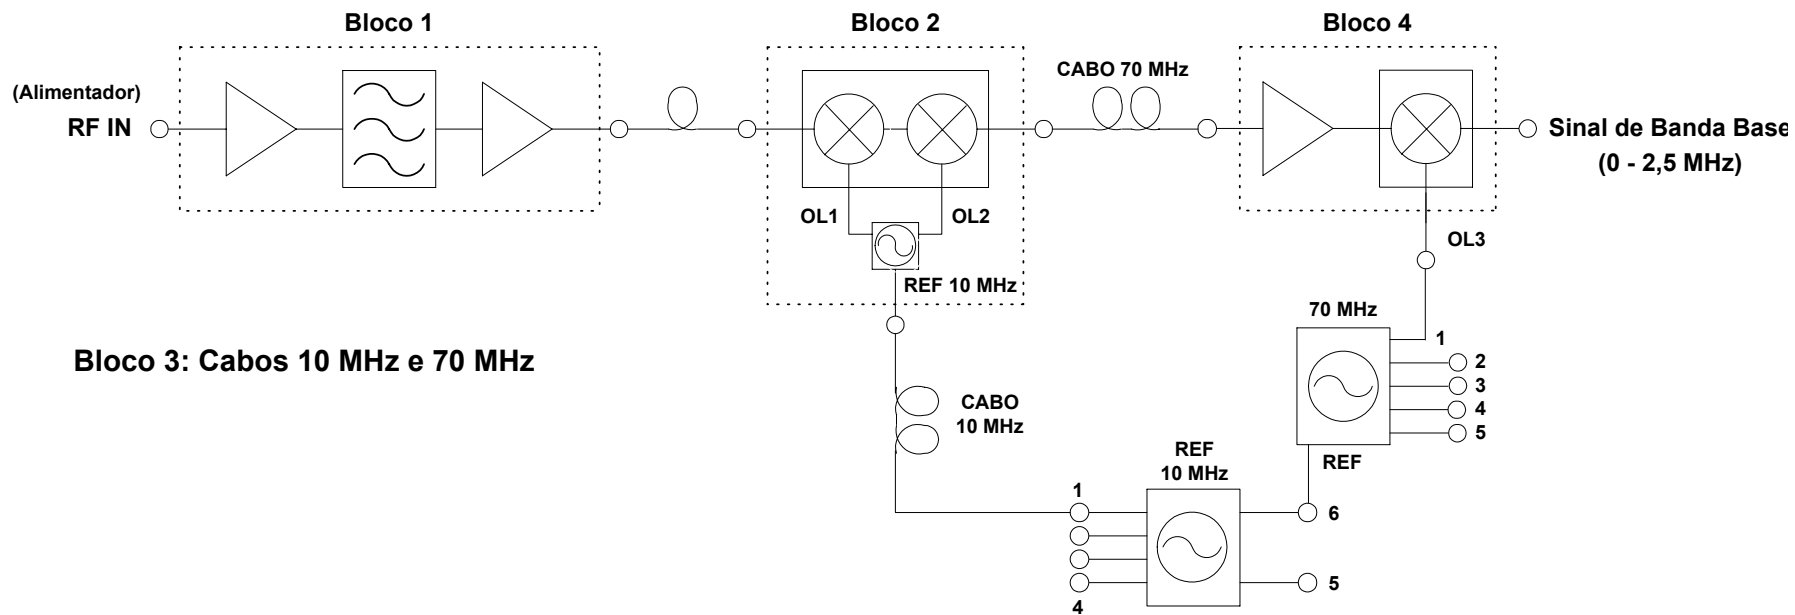 Bloco 1
Bloco 2
Bloco 4
(Alimentador)
RF IN
CABO 70 MHz
Sinal de Banda Base
(0 - 2,5 MHz)
OL1
OL2
OL3
REF 10 MHz
70 MHz
1
2
3
4
5
REF
Bloco 3: Cabos 10 MHz e 70 MHz
CABO
10 MHz
REF
10 MHz
1
6
5
4